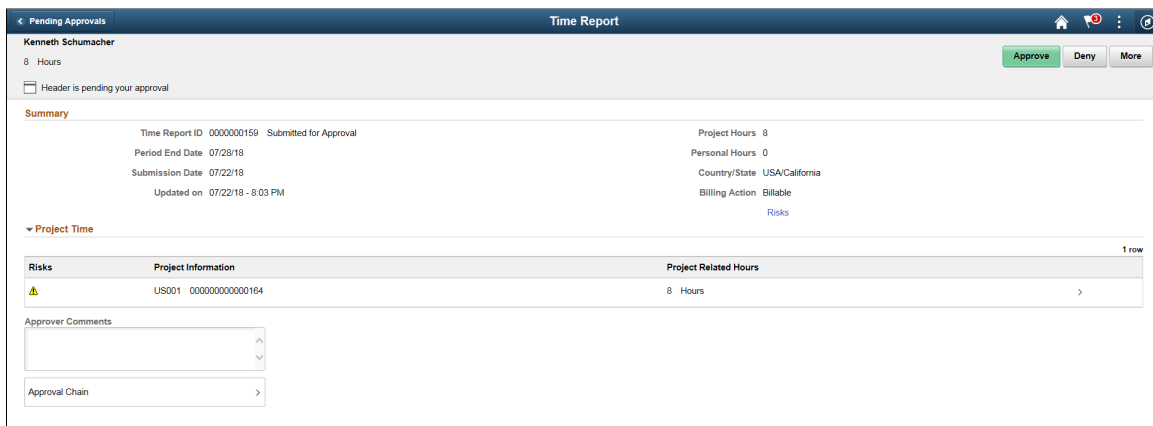 Pending Approvals
Time Report
3
Kenneth Schumacher
8 Hours
Approve
Deny
More
Header is pending your approval
Summary
Time Report ID 0000000159 Submitted for Approval
Project Hours 8
Period End Date 07/28/18
Personal Hours 0
Submission Date 07/22/18
Country/State USA/California
Updated on 07/22/18 - 8:03 PM
Billing Action Billable
Risks
Project Time
1 row
Risks Project Information Project Related Hours
US001 000000000000164 8 Hours
Approver Comments
Approval Chain